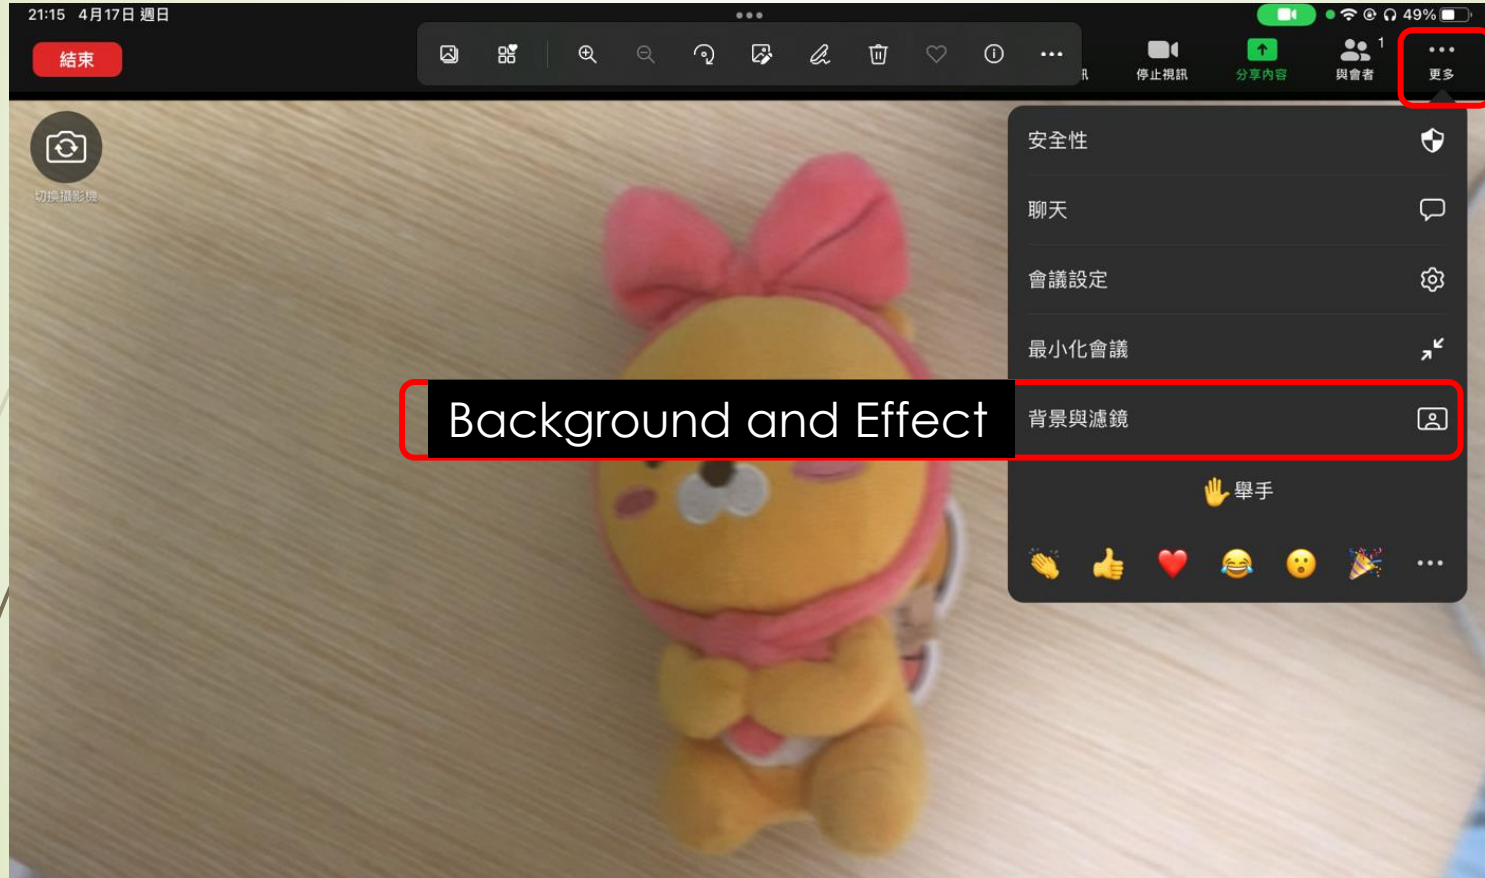 21:15 4月17日 週日
49%
結束
訊
停止視訊
分享內容
1
與會者
更多
切換攝影機
安全性
聊天
會議設定
最小化會議
Background and Effect
背景與濾鏡
舉手